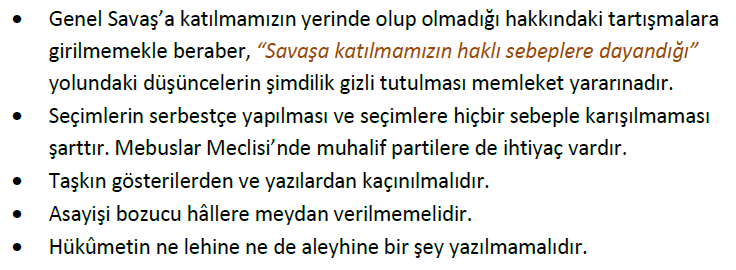 • Genel Savaş’a katılmamızın yerinde olup olmadığı hakkındaki tartışmalara
girilmemekle beraber, “Savaşa katılmamızın haklı sebeplere dayandığı”
yolundaki düşüncelerin şimdilik gizli tutulması memleket yararınadır.
• Seçimlerin serbestçe yapılması ve seçimlere hiçbir sebeple karışılmaması
şarttır. Mebuslar Meclisi’nde muhalif partilere de ihtiyaç vardır.
• Taşkın gösterilerden ve yazılardan kaçınılmalıdır.
• Asayişi bozucu hâllere meydan verilmemelidir.
• Hükûmetin ne lehine ne de aleyhine bir şey yazılmamalıdır.